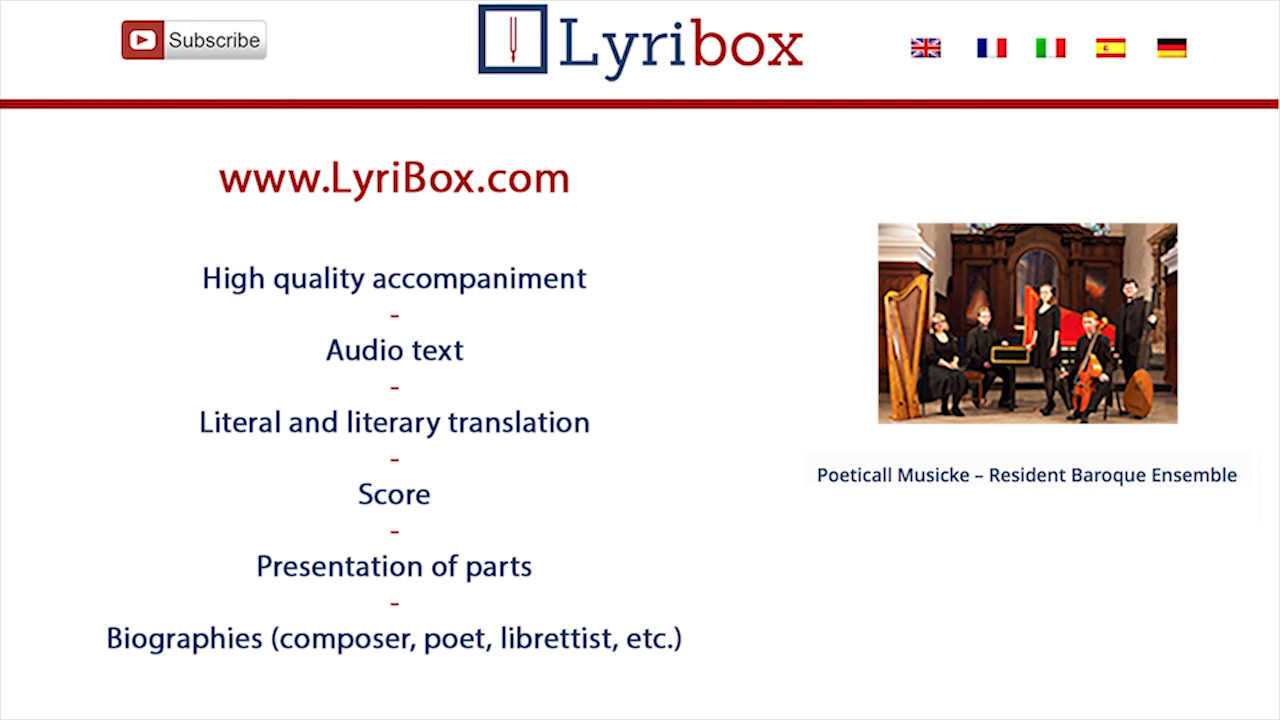 Subscribe
Lyribox
www.LyriBox.com
High quality accompaniment
-
Audio text
-
Literal and literary translation
-
Score
-
Presentation of parts
-
Biographies (composer, poet, librettist, etc.)
Poeticall Musicke – Resident Baroque Ensemble